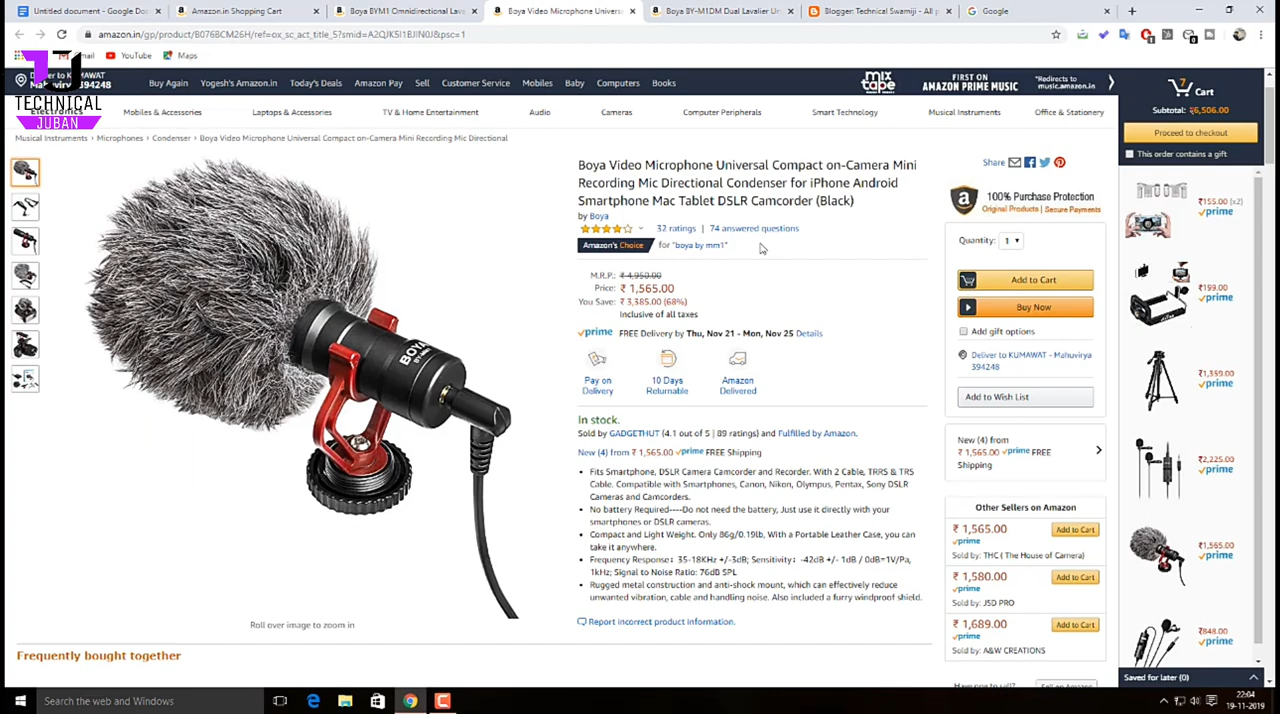 Untitled document - Google Doc
Amazon.in Shopping Cart
Boya BYM1 Omnidirectional Lava
Boya Video Microphone Universa
Boya BY-M1DM Dual Lavalier Un
Blogger: Technical Swamiji - All p
Google
amazon.in/gp/product/B076BCM26H/ref=ox_sc_act_title_5?smid=A2QJK5I1BJIN0J&psc=1
YouTube
Maps
TECHNICAL
JUBAN
Deliver to KUMAWAT -
Mahuvirya 394248
Buy Again
Yogesh's Amazon.in
Today's Deals
Amazon Pay
Sell
Customer Service
Mobiles
Baby
Computers
Books
mix tape
FIRST ON
AMAZON PRIME MUSIC
*Redirects to
music.amazon.in
Electronics
Mobiles & Accessories
Laptops & Accessories
TV & Home Entertainment
Audio
Cameras
Computer Peripherals
Smart Technology
Musical Instruments
Office & Stationery
7
Cart
Subtotal: ₹6,506.00
Proceed to checkout
This order contains a gift
Musical Instruments › Microphones › Condenser › Boya Video Microphone Universal Compact on-Camera Mini Recording Mic Directional
BOYA
Roll over image to zoom in
Boya Video Microphone Universal Compact on-Camera Mini
Recording Mic Directional Condenser for iPhone Android
Smartphone Mac Tablet DSLR Camcorder (Black)
by Boya
32 ratings | 74 answered questions
Amazon's Choice for "boya by mm1"
M.R.P.: ₹ 4,950.00
Price: ₹ 1,565.00
You Save: ₹ 3,385.00 (68%)
Inclusive of all taxes
prime FREE Delivery by Thu, Nov 21 - Mon, Nov 25 Details
Pay on
Delivery
10 Days
Returnable
Amazon
Delivered
In stock.
Sold by GADGETHUT (4.1 out of 5 | 89 ratings) and Fulfilled by Amazon.
New (4) from ₹ 1,565.00 prime FREE Shipping
• Fits Smartphone, DSLR Camera Camcorder and Recorder. With 2 Cable, TRRS & TRS
Cable. Compatible with Smartphones, Canon, Nikon, Olympus, Pentax, Sony DSLR
Cameras and Camcorders.
• No battery Required----Do not need the battery, Just use it directly with your
smartphones or DSLR cameras.
• Compact and Light Weight. Only 86g/0.19lb, With a Portable Leather Case, you can
take it anywhere.
• Frequency Response: 35-18KHz +/-3dB; Sensitivity: -42dB +/- 1dB / 0dB=1V/Pa,
1kHz; Signal to Noise Ratio: 76dB SPL
• Rugged metal construction and anti-shock mount, which can effectively reduce
unwanted vibration, cable and handling noise. Also included a furry windproof shield.
Report incorrect product information.
Share
100% Purchase Protection
Original Products | Secure Payments
Quantity: 1
Add to Cart
Buy Now
Add gift options
Deliver to KUMAWAT - Mahuvirya
394248
Add to Wish List
New (4) from
₹ 1,565.00 prime FREE
Shipping
Other Sellers on Amazon
₹ 1,565.00
Add to Cart
prime
Sold by: THC ( The House of Camera)
₹ 1,580.00
Add to Cart
prime
Sold by: JSD PRO
₹ 1,689.00
Add to Cart
prime
Sold by: A&W CREATIONS
₹155.00 (x2)
prime
₹199.00
prime
₹1,359.00
prime
₹2,225.00
prime
₹1,565.00
prime
₹848.00
prime
Saved for later (0)
Frequently bought together
Search the web and Windows
22:04
19-11-2019